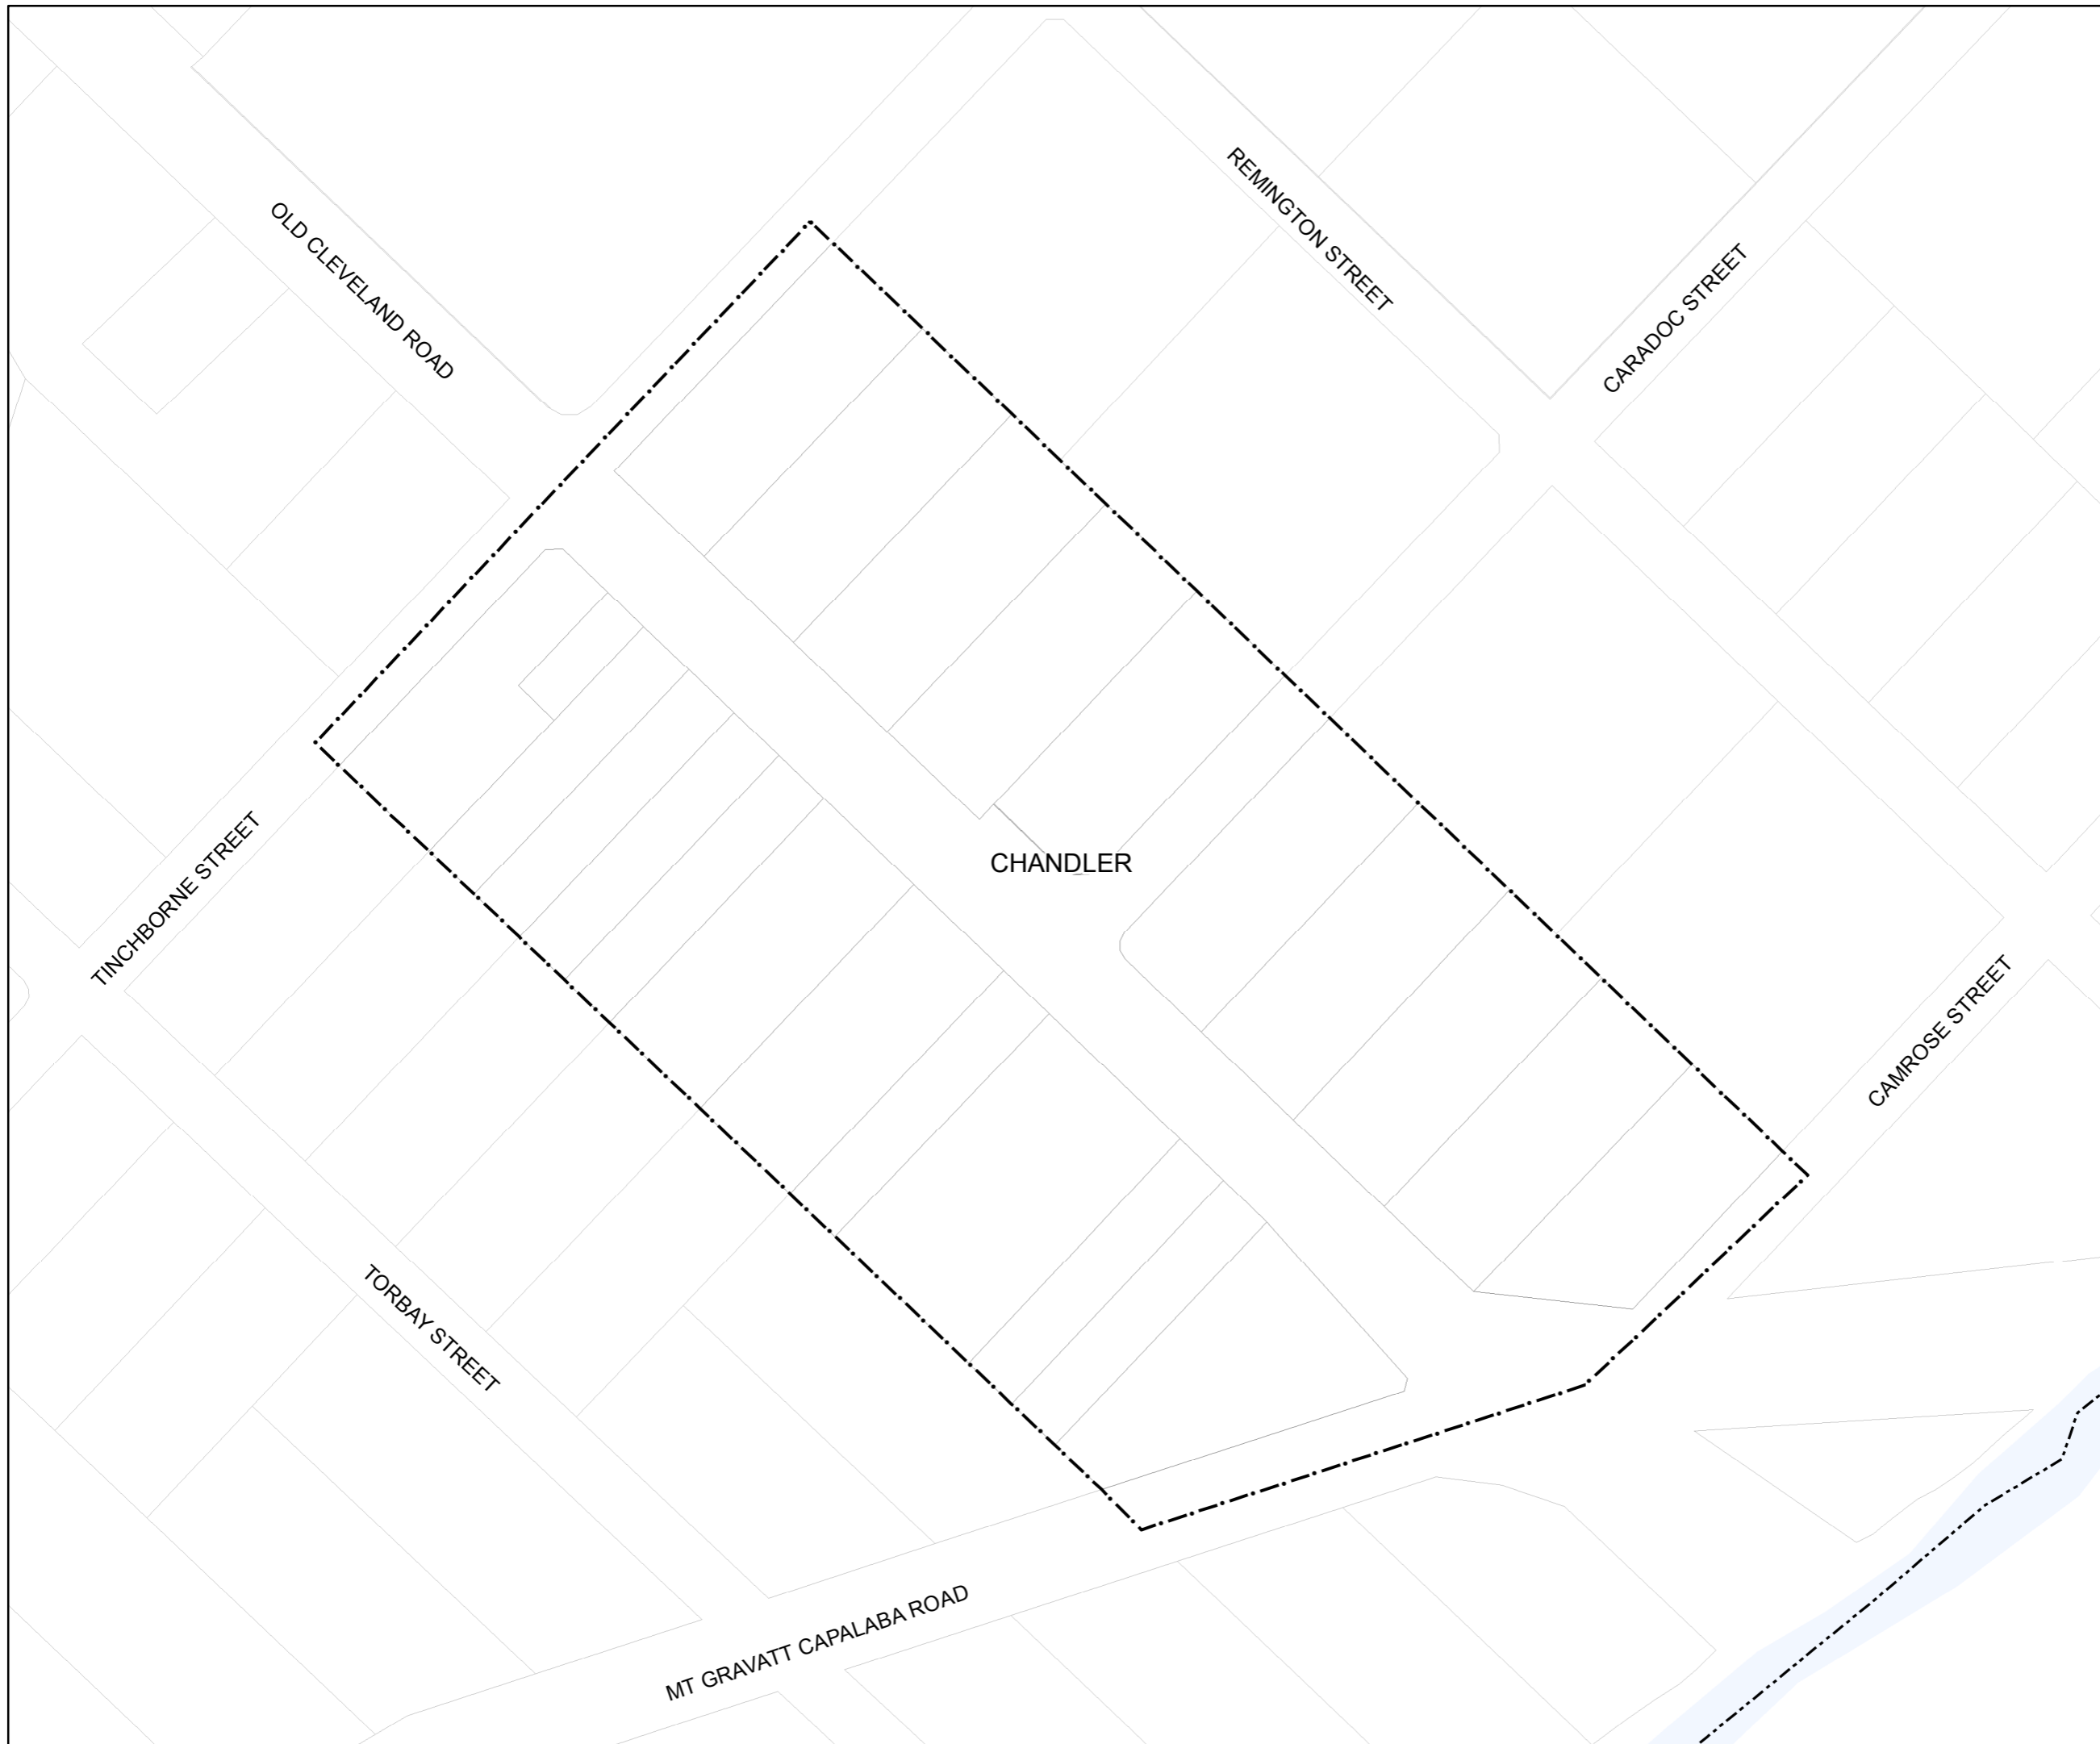 OLD CLEVELAND ROAD
REMINGTON STREET
CARADOC STREET
TINCHBORNE STREET
CHANDLER
CAMROSE STREET
TORBAY STREET
MT GRAVATT CAPALABA ROAD